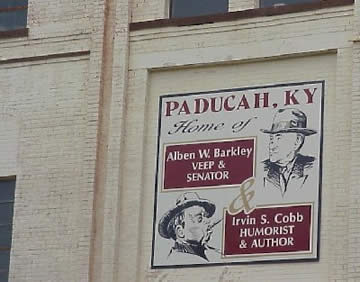 PADUCAH, KY
Home of
Alben W. Barkley
VEEP &
SENATOR
&
Irvin S. Cobb
HUMORIST
& AUTHOR